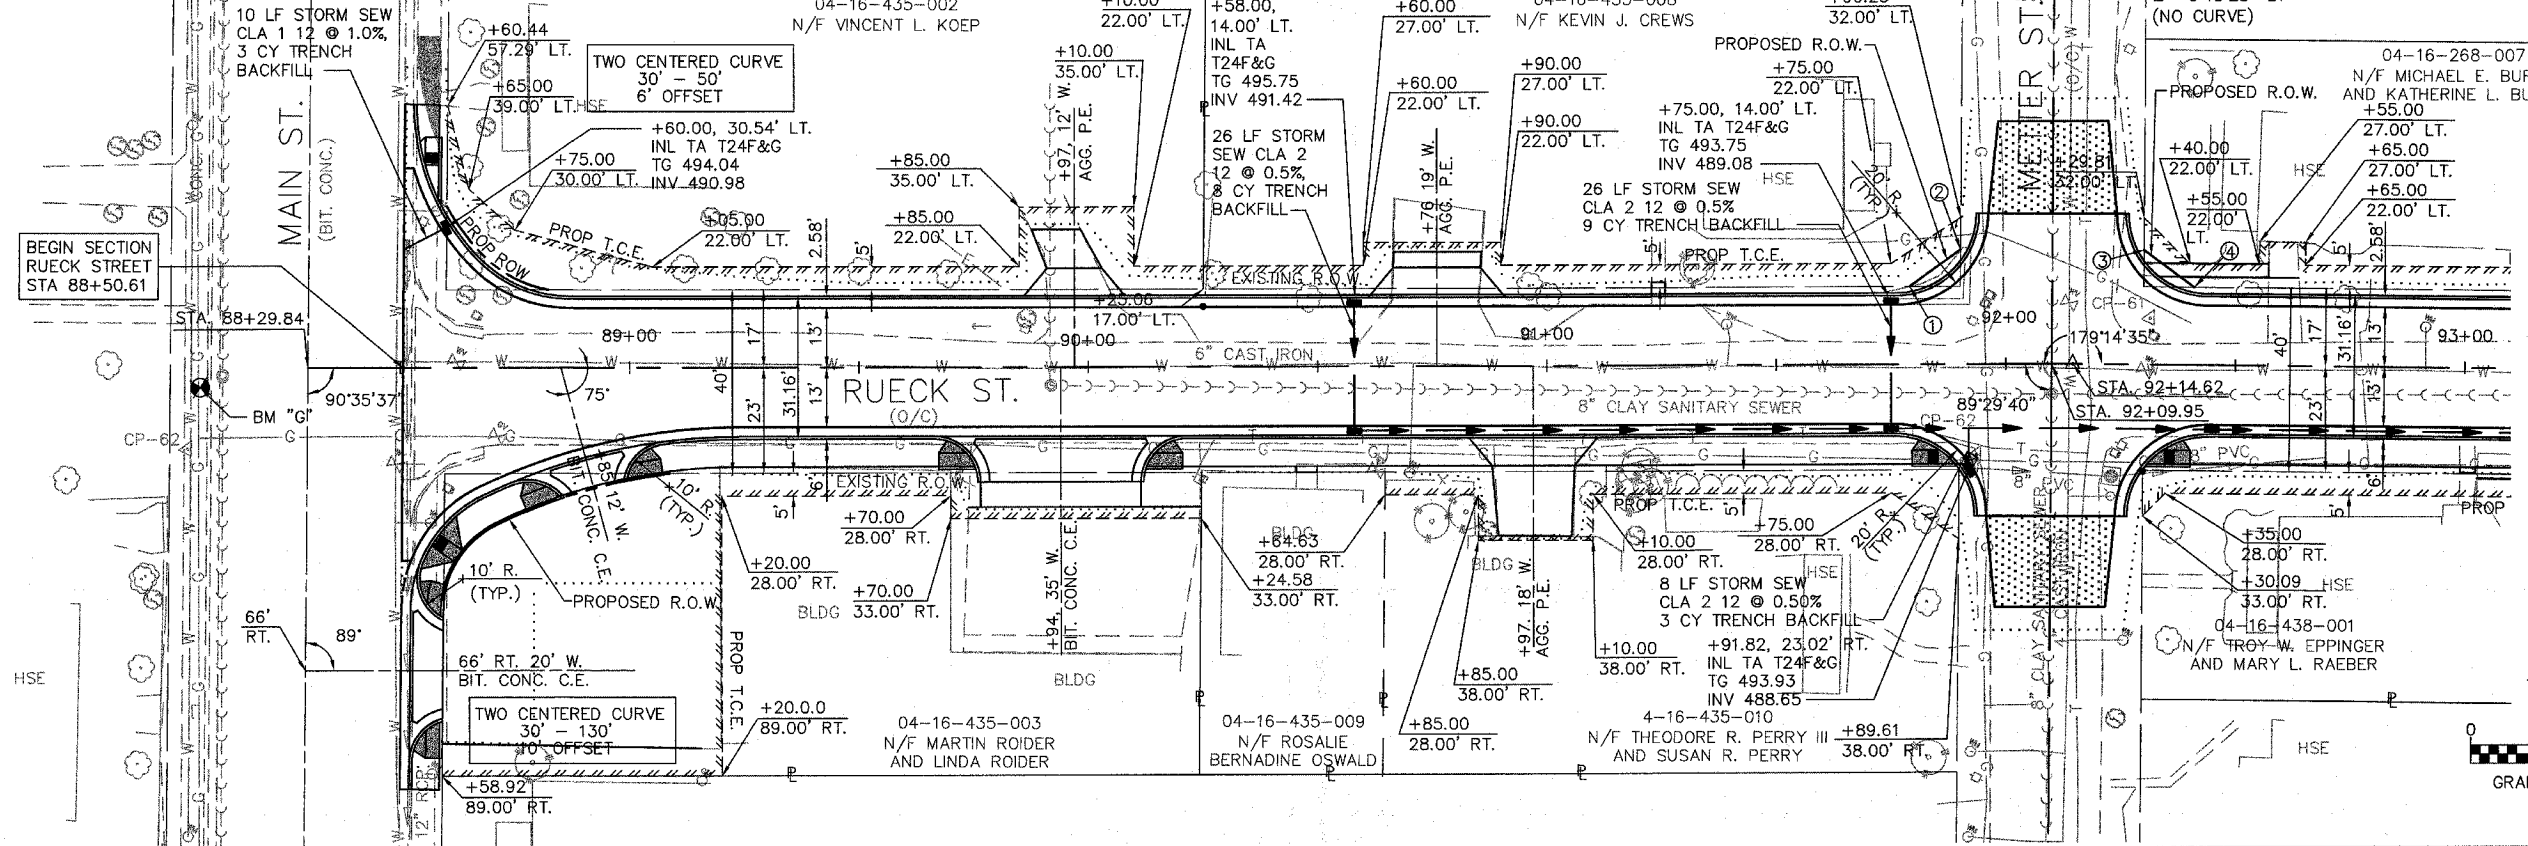 10 LF STORM SEW
CLA 1 12 @ 1.0%,
3 CY TRENCH
BACKFILL
+60.44
57.29' LT.
+65.00
39.00' LT.
HSE
TWO CENTERED CURVE
30' - 50'
6' OFFSET
04-16-435-002
N/F VINCENT L. KOEP
+10.00
22.00' LT.
+10.00
35.00' LT.
+58.00,
14.00' LT.
INL TA
T24F&G
TG 495.75
INV 491.42
26 LF STORM
SEW CLA 2
12 @ 0.5%,
8 CY TRENCH
BACKFILL
+60.00
27.00' LT.
N/F KEVIN J. CREWS
+60.00
22.00' LT.
+90.00
27.00' LT.
+90.00
22.00' LT.
32.00' LT.
PROPOSED R.O.W.
+75.00
22.00' LT.
+75.00, 14.00' LT.
INL TA T24F&G
TG 493.75
INV 489.08
HSE
26 LF STORM SEW
CLA 2 12 @ 0.5%
9 CY TRENCH BACKFILL
20' R.
(TYP.)
(NO CURVE)
04-16-268-007
N/F MICHAEL E. BUR
AND KATHERINE L. BU
PROPOSED R.O.W.
+55.00
27.00' LT.
+65.00
27.00' LT.
+65.00
22.00' LT.
+40.00
22.00' LT.
+55.00
22.00'
LT.
HSE
+29.81
32.00' LT.
MAIN ST.
(BIT. CONC.)
METTER ST.
(O/C)
+60.00, 30.54' LT.
INL TA T24F&G
TG 494.04
INV 490.98
+75.00
30.00' LT.
+05.00
22.00' LT.
+85.00
35.00' LT.
+85.00
22.00' LT.
+97, 12' W.
AGG. P.E.
+76 19' W.
AGG. P.E.
PROP T.C.E.
PROP ROW
2.58'
5'
EXISTING R.O.W
PROP T.C.E.
5'
5'
2.58'
BEGIN SECTION
RUECK STREET
STA 88+50.61
STA. 88+29.84
+25.06
17.00' LT.
89+00
90+00
91+00
92+00
93+00
6" CAST IRON
RUECK ST.
(O/C)
8" CLAY SANITARY SEWER
CP-61
CP-62
CP-62
179°14'35"
STA. 92+14.62
STA. 92+09.95
89°29'40"
90°35'37"
75°
BM "G"
40'
17'
23'
31.16'
13'
13'
40'
17'
23'
31.16'
13'
13'
①
②
③
④
+85, 12' W.
BIT. CONC. C.E.
10' R.
(TYP.)
EXISTING R.O.W.
6'
5'
+70.00
28.00' RT.
+20.00
28.00' RT.
+70.00
33.00' RT.
BLDG
+94, 35' W.
BIT. CONC. C.E.
BLDG
+24.58
33.00' RT.
BLDG
+64.63
28.00' RT.
BLDG
+97, 18' W.
AGG. P.E.
PROP T.C.E.
5'
+10.00
28.00' RT.
+75.00
28.00' RT.
20' R.
(TYP.)
8" PVC
6'
5'
PROP
HSE
8 LF STORM SEW
CLA 2 12 @ 0.50%
3 CY TRENCH BACKFILL
+91.82, 23.02' RT.
INL TA T24F&G
TG 493.93
INV 488.65
+10.00
38.00' RT.
+85.00
38.00' RT.
+85.00
28.00' RT.
+89.61
38.00' RT.
8" CLAY SANITARY SEWER
+35.00
28.00' RT.
+30.09
33.00' RT.
HSE
04-16-438-001
N/F TROY W. EPPINGER
AND MARY L. RAEBER
10' R.
(TYP.)
PROPOSED R.O.W.
66'
RT.
89°
66' RT. 20' W.
BIT. CONC. C.E.
PROP T.C.E.
TWO CENTERED CURVE
30' - 130'
10' OFFSET
+20.0.0
89.00' RT.
04-16-435-003
N/F MARTIN ROIDER
AND LINDA ROIDER
04-16-435-009
N/F ROSALIE
BERNADINE OSWALD
4-16-435-010
N/F THEODORE R. PERRY III
AND SUSAN R. PERRY
HSE
HSE
+58.92
89.00' RT.
12" RCP
0
GRA